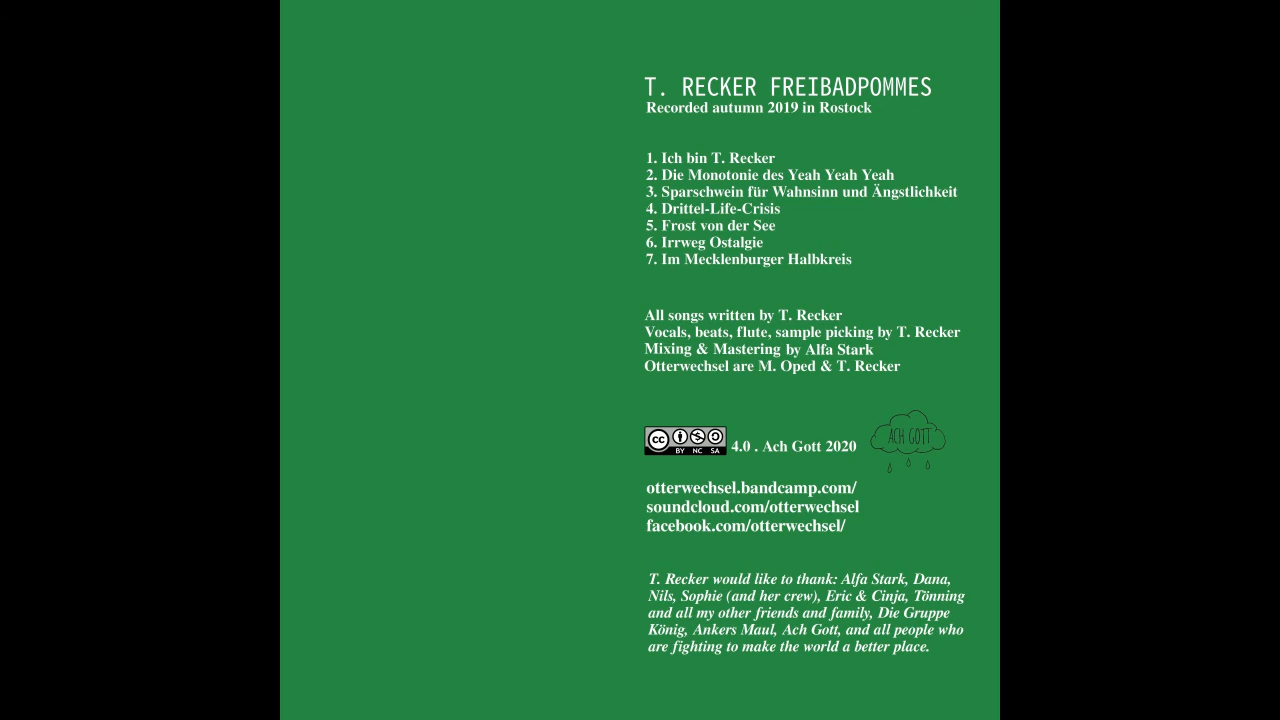 T. RECKER FREIBADPOMMES
Recorded autumn 2019 in Rostock
1. Ich bin T. Recker
2. Die Monotonie des Yeah Yeah Yeah
3. Sparschwein für Wahnsinn und Ängstlichkeit
4. Drittel-Life-Crisis
5. Frost von der See
6. Irrweg Ostalgie
7. Im Mecklenburger Halbkreis
All songs written by T. Recker
Vocals, beats, flute, sample picking by T. Recker
Mixing & Mastering by Alfa Stark
Otterwechsel are M. Oped & T. Recker
cc BY NC SA 4.0 . Ach Gott 2020
ACH GOTT
otterwechsel.bandcamp.com/
soundcloud.com/otterwechsel
facebook.com/otterwechsel/
T. Recker would like to thank: Alfa Stark, Dana,
Nils, Sophie (and her crew), Eric & Cinja, Tönning
and all my other friends and family, Die Gruppe
König, Ankers Maul, Ach Gott, and all people who
are fighting to make the world a better place.